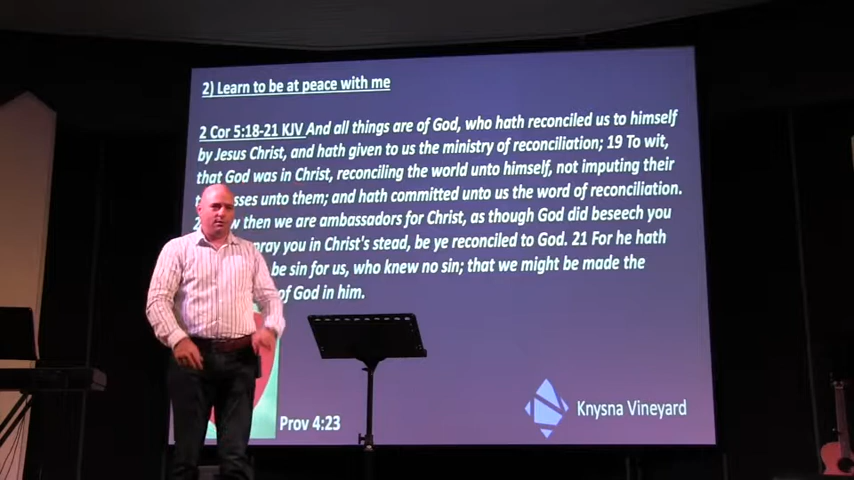 2) Learn to be at peace with me
2 Cor 5:18-21 KJV And all things are of God, who hath reconciled us to himself
by Jesus Christ, and hath given to us the ministry of reconciliation; 19 To wit,
that God was in Christ, reconciling the world unto himself, not imputing their
sses unto them; and hath committed unto us the word of reconciliation.
then we are ambassadors for Christ, as though God did beseech you
pray you in Christ's stead, be ye reconciled to God. 21 For he hath
be sin for us, who knew no sin; that we might be made the
of God in him.
Prov 4:23
Knysna Vineyard